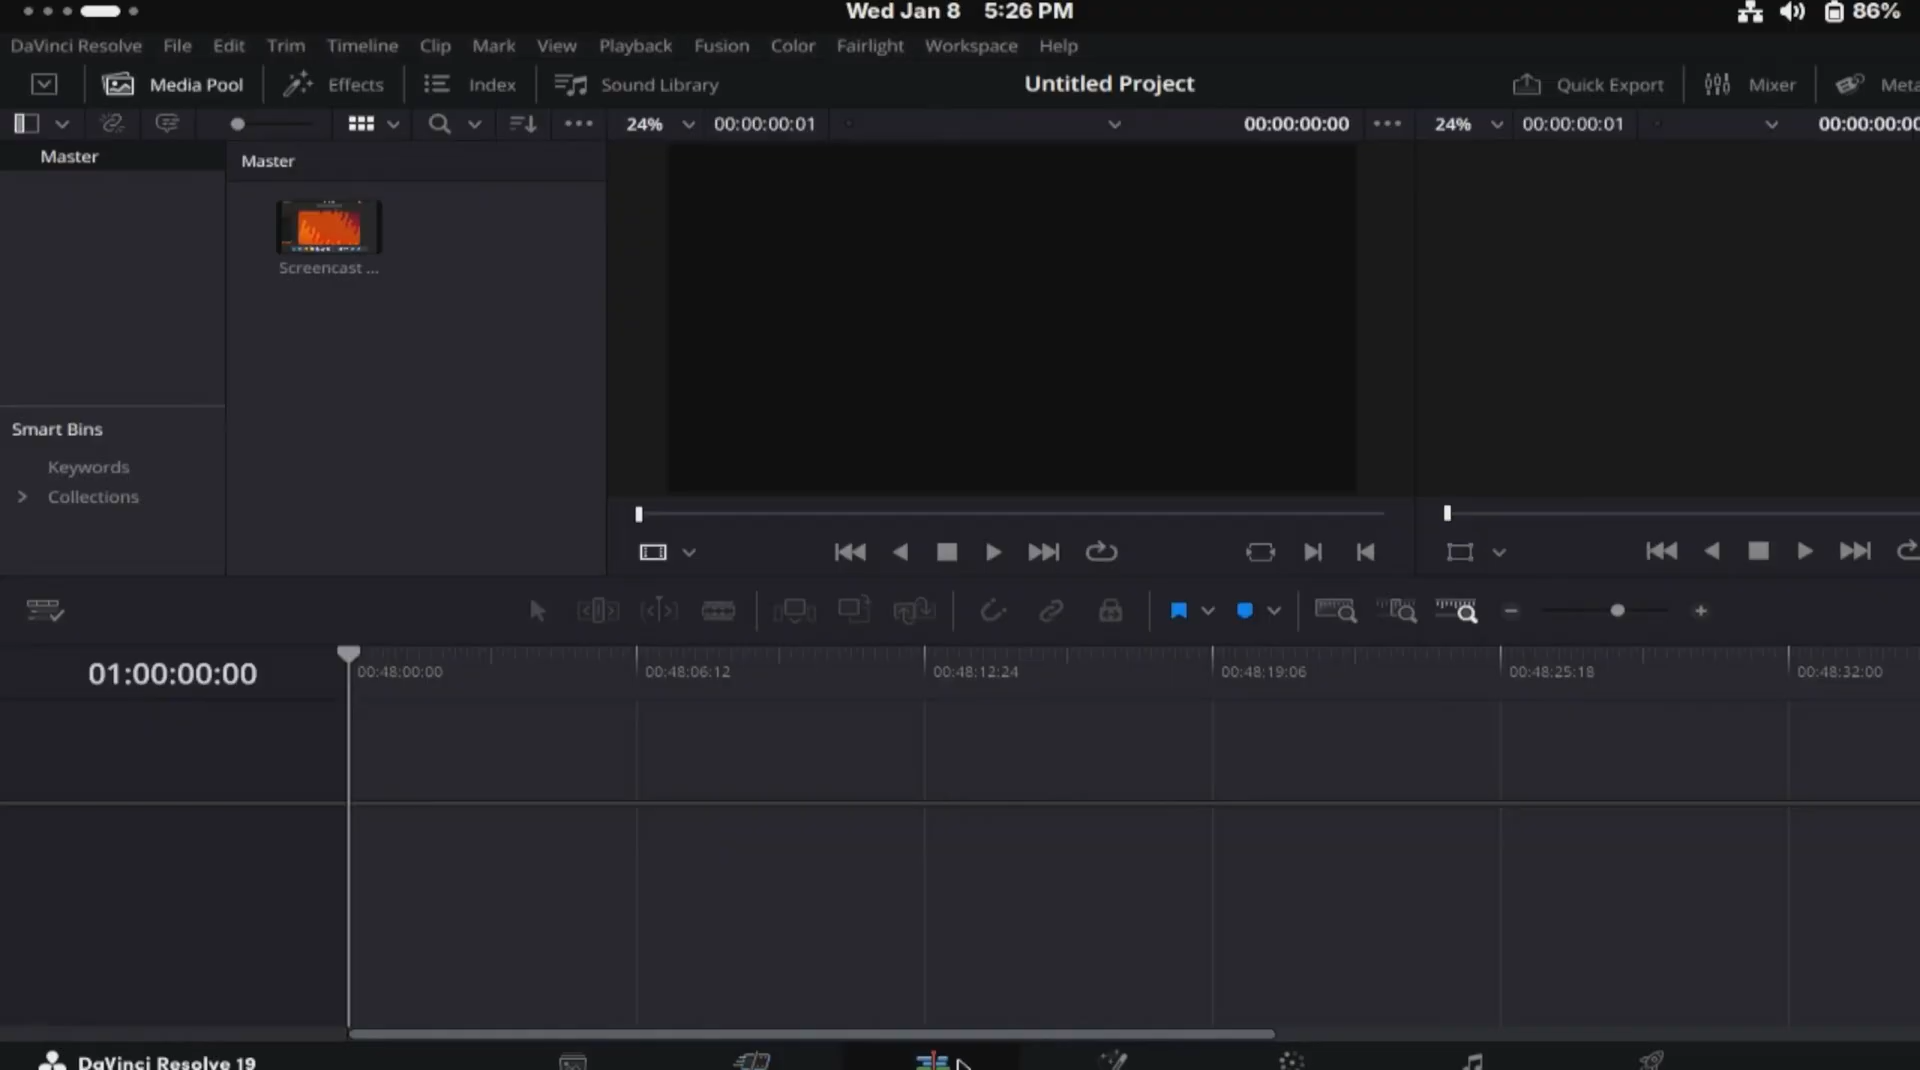 Wed Jan 8 5:26 PM 86%
DaVinci Resolve File Edit Trim Timeline Clip Mark View Playback Fusion Color Fairlight Workspace Help
Media Pool Effects Index Sound Library Untitled Project Quick Export Mixer Meta
24% 00:00:00:01 00:00:00:00 24% 00:00:00:01 00:00:00:00
Master
Master
Screencast ...
Smart Bins
Keywords
Collections
01:00:00:00
00:48:00:00 00:48:06:12 00:48:12:24 00:48:19:06 00:48:25:18 00:48:32:00
DaVinci Resolve 19